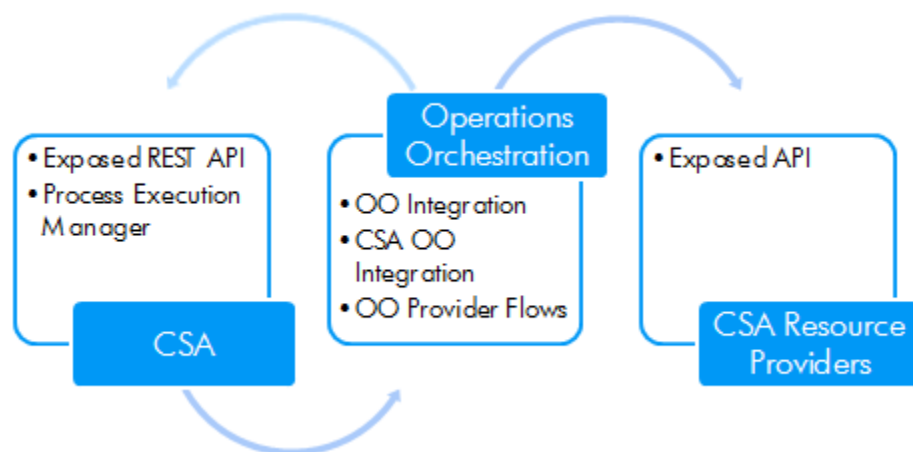 • Exposed REST API
• Process Execution
Manager
CSA
Operations
Orchestration
• OO Integration
• CSA OO
Integration
• OO Provider Flows
• Exposed API
CSA Resource
Providers